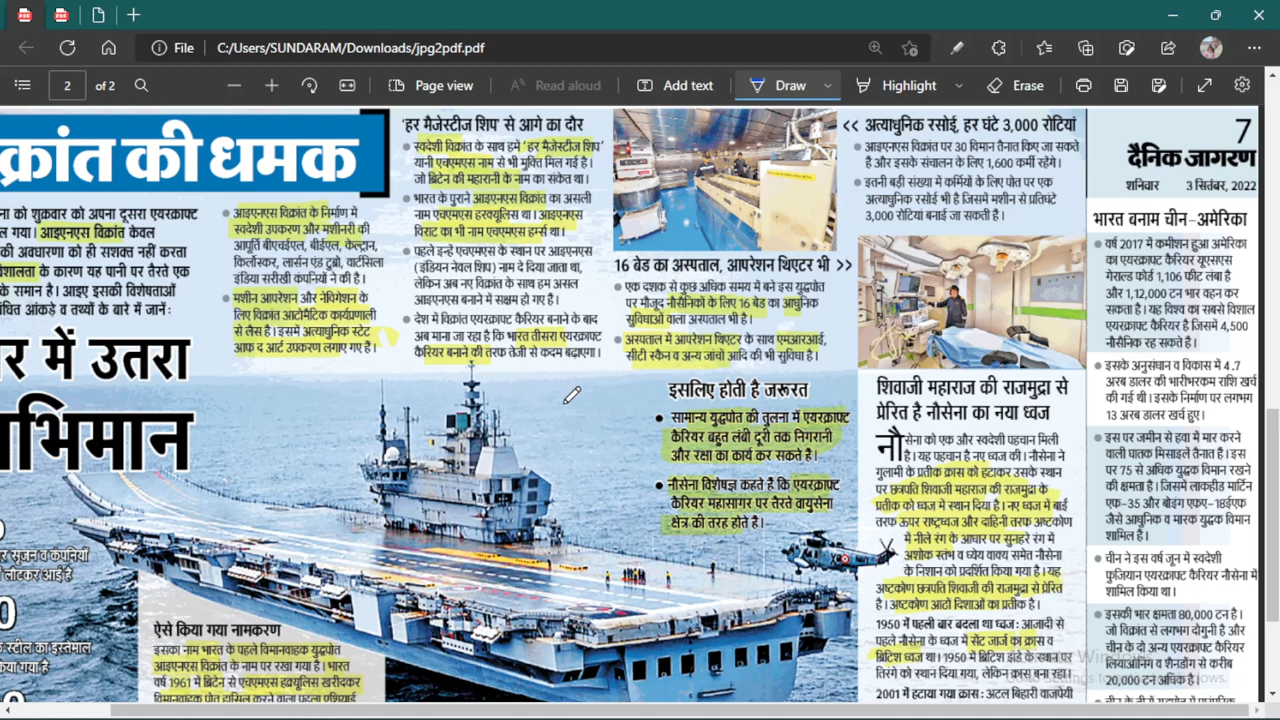 File
C:/Users/SUNDARAM/Downloads/jpg2pdf.pdf
2
of 2
Page view
Read aloud
Add text
Draw
Highlight
Erase
क्रांत की धमक
ना को शुक्रवार को अपना दूसरा एयरक्राफ्ट
ल गया। आइएनएस विक्रांत केवल
की अवधारणा को ही सशक्त नहीं करता
विशालता के कारण यह पानी पर तैरते एक
के समान है। आइए इसकी विशेषताओं
धित आंकड़े व तथ्यों के बारे में जानें:
र में उतरा
भिमान
आइएनएस विक्रांत के निर्माण में
स्वदेशी उपकरण और मशीनरी की
आपूर्ति बीएचईएल, बीईएल, केल्ट्रान,
किर्लोस्कर, लार्सन एंड टुब्रो, वार्टसिला
इंडिया सरीखी कंपनियों ने की है।
मशीन आपरेशन और नेविगेशन के
लिए विक्रांत आटोमैटिक कार्यप्रणाली
से लैस है। इसमें अत्याधुनिक स्टेट
आफ द आर्ट उपकरण लगाए गए हैं।
'हर मैजेस्टीज शिप' से आगे का दौर
स्वदेशी विक्रांत के साथ हमें 'हर मैजेस्टीज शिप'
यानी एचएमएस नाम से भी मुक्ति मिल गई है।
जो ब्रिटेन की महारानी के नाम का संकेत था।
भारत के पुराने आइएनएस विक्रांत का असली
नाम एचएमएस हरक्यूलिस था। आइएनएस
विराट का भी नाम एचएमएस हर्म्स था।
पहले इन्हें एचएमएस के स्थान पर आइएनएस
(इंडियन नेवल शिप) नाम दे दिया जाता था,
लेकिन अब नए विक्रांत के साथ हम असल
आइएनएस बनाने में सक्षम हो गए हैं।
देश में विक्रांत एयरक्राफ्ट कैरियर बनाने के बाद
अब माना जा रहा है कि भारत तीसरा एयरक्राफ्ट
कैरियर बनाने की तरफ तेजी से कदम बढ़ाएगा।
16 बेड का अस्पताल, आपरेशन थिएटर भी >>
एक दशक से कुछ अधिक समय में बने इस युद्धपोत
पर मौजूद नौसैनिकों के लिए 16 बेड का आधुनिक
सुविधाओं वाला अस्पताल भी है।
अस्पताल में आपरेशन थिएटर के साथ एमआरआई,
सीटी स्कैन व अन्य जांचों आदि की भी सुविधा है।
इसलिए होती है जरूरत
सामान्य युद्धपोत की तुलना में एयरक्राफ्ट
कैरियर बहुत लंबी दूरी तक निगरानी
और रक्षा का कार्य कर सकते हैं।
नौसेना विशेषज्ञ कहते हैं कि एयरक्राफ्ट
कैरियर महासागर पर तैरते वायुसेना
क्षेत्र की तरह होते हैं।
<< अत्याधुनिक रसोई, हर घंटे 3,000 रोटियां
आइएनएस विक्रांत पर 30 विमान तैनात किए जा सकते
हैं और इसके संचालन के लिए 1,600 कर्मी रहेंगे।
इतनी बड़ी संख्या में कर्मियों के लिए पोत पर एक
अत्याधुनिक रसोई भी है जिसमें मशीन से प्रतिघंटे
3,000 रोटियां बनाई जा सकती हैं।
शिवाजी महाराज की राजमुद्रा से
प्रेरित है नौसेना का नया ध्वज
नौसेना को एक और स्वदेशी पहचान मिली
है। यह पहचान है नए ध्वज की। नौसेना ने
गुलामी के प्रतीक क्रास को हटाकर उसके स्थान
पर छत्रपति शिवाजी महाराज की राजमुद्रा के
प्रतीक को ध्वज में स्थान दिया है। नए ध्वज में बाईं
तरफ ऊपर राष्ट्रध्वज और दाहिनी तरफ अष्टकोण
में नीले रंग के आधार पर सुनहरे रंग में
अशोक स्तंभ व ध्येय वाक्य समेत नौसेना
के निशान को प्रदर्शित किया गया है। यह
अष्टकोण छत्रपति शिवाजी की राजमुद्रा से प्रेरित
है। अष्टकोण आठों दिशाओं का प्रतीक है।
1950 में पहली बार बदला था ध्वज: आजादी से
पहले नौसेना के ध्वज में सेंट जार्ज का क्रास व
ब्रिटिश ध्वज था। 1950 में ब्रिटिश झंडे के स्थान पर
तिरंगे को स्थान दिया गया, लेकिन क्रास बना रहा।
2001 में हटाया गया क्रास: अटल बिहारी वाजपेयी
7
दैनिक जागरण
शनिवार 3 सितंबर, 2022
भारत बनाम चीन-अमेरिका
वर्ष 2017 में कमीशन हुआ अमेरिका
का एयरक्राफ्ट कैरियर यूएसएस
गेराल्ड फोर्ड 1,106 फीट लंबा है
और 1,12,000 टन भार वहन कर
सकता है। यह विश्व का सबसे विशाल
एयरक्राफ्ट कैरियर है जिसमें 4,500
नौसैनिक रह सकते हैं।
इसके अनुसंधान व विकास में 4.7
अरब डालर की भारीभरकम राशि खर्च
की गई थी। इसके निर्माण पर लगभग
13 अरब डालर खर्च हुए।
इस पर जमीन से हवा में मार करने
वाली घातक मिसाइलें तैनात हैं। इस
पर 75 से अधिक युद्धक विमान रखने
की क्षमता है। जिसमें लाकहीड मार्टिन
एफ-35 और बोइंग एफए-18ईएफ
जैसे आधुनिक व मारक युद्धक विमान
शामिल हैं।
चीन ने इस वर्ष जून में स्वदेशी
फुजियान एयरक्राफ्ट कैरियर नौसेना में
शामिल किया था।
इसकी भार क्षमता 80,000 टन है।
जो विक्रांत से लगभग दोगुनी है और
चीन के दो अन्य एयरक्राफ्ट कैरियर
लियाओनिंग व शैनडोंग से करीब
20,000 टन अधिक है।
0
र सृजन व कंपनियों
लौटकर आई है
0
स्टील का इस्तेमाल
किया गया है
ऐसे किया गया नामकरण
इसका नाम भारत के पहले विमानवाहक युद्धपोत
आइएनएस विक्रांत के नाम पर रखा गया है। भारत
वर्ष 1961 में ब्रिटेन से एचएमएस हरक्यूलिस खरीदकर
विमानवाहक पोत हासिल करने वाला पहला एशियाई